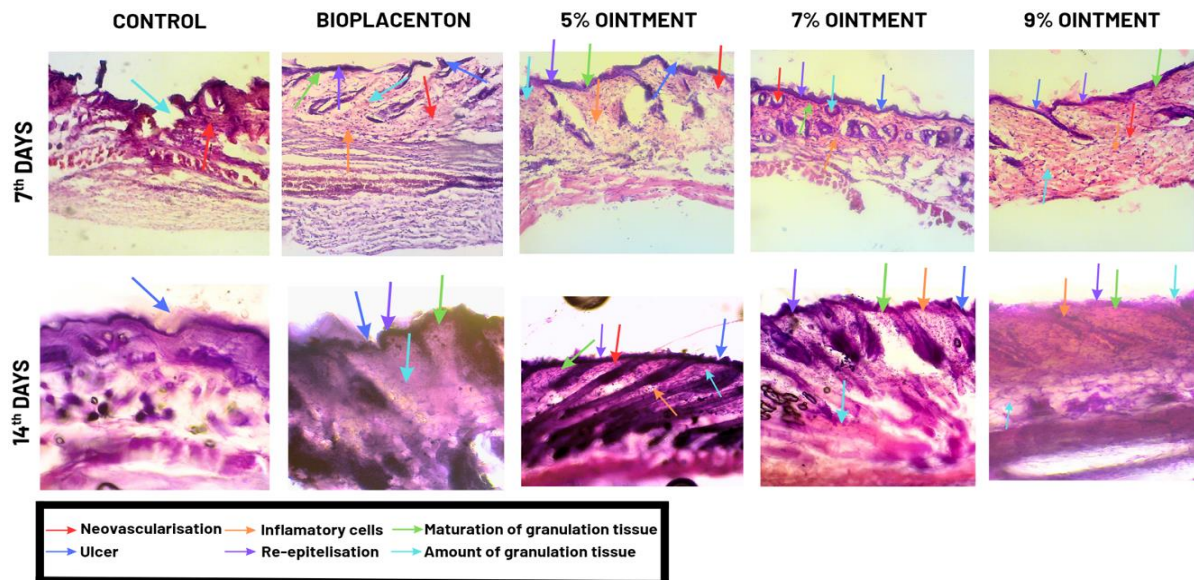 CONTROL
BIOPLACENTON
5% OINTMENT
7% OINTMENT
9% OINTMENT
7th DAYS
14th DAYS
Neovascularisation
Inflamatory cells
Maturation of granulation tissue
Ulcer
Re-epitelisation
Amount of granulation tissue